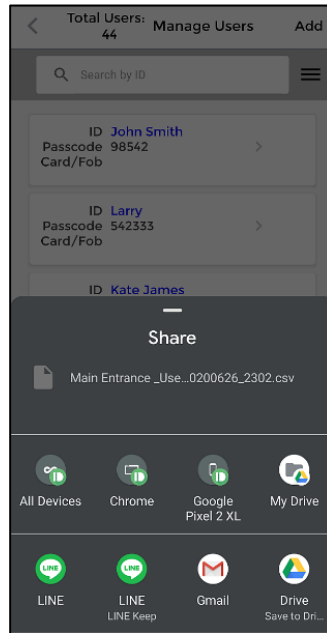 Total Users:
44
Manage Users
Add
Search by ID
ID John Smith
Passcode 98542
Card/Fob
ID Larry
Passcode 542333
Card/Fob
ID Kate James
Share
Main Entrance _Use...0200626_2302.csv
All Devices
Chrome
Google
Pixel 2 XL
My Drive
LINE
LINE
LINE
LINE
LINE Keep
Gmail
Drive
Save to Dri...